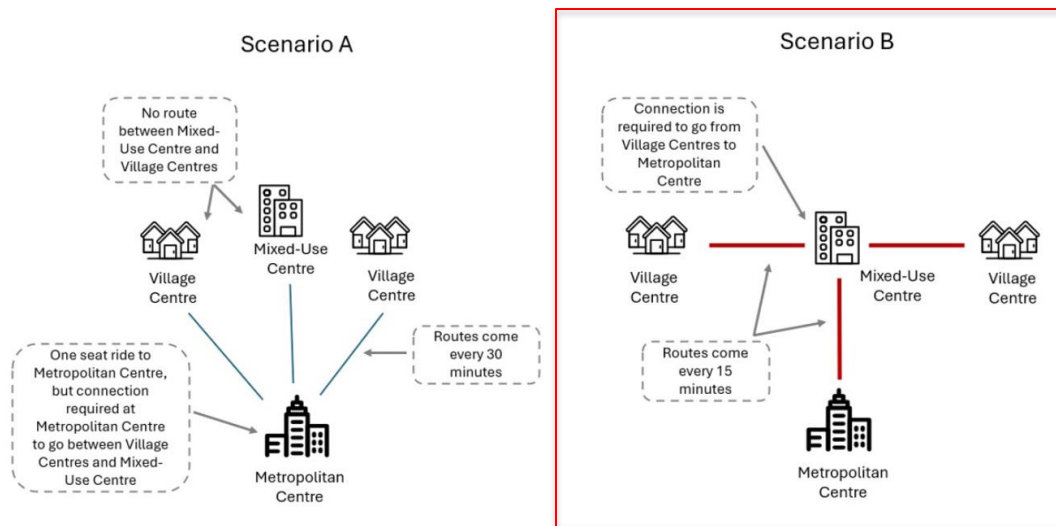 Scenario A
No route
between Mixed-
Use Centre and
Village Centres
Mixed-Use
Centre
Village
Centre
Village
Centre
Routes come
every 30
minutes
One seat ride to
Metropolitan Centre,
but connection
required at
Metropolitan Centre
to go between Village
Centres and Mixed-
Use Centre
Metropolitan
Centre
Scenario B
Connection is
required to go from
Village Centres to
Metropolitan
Centre
Village
Centre
Mixed-Use
Centre
Village
Centre
Routes come
every 15
minutes
Metropolitan
Centre